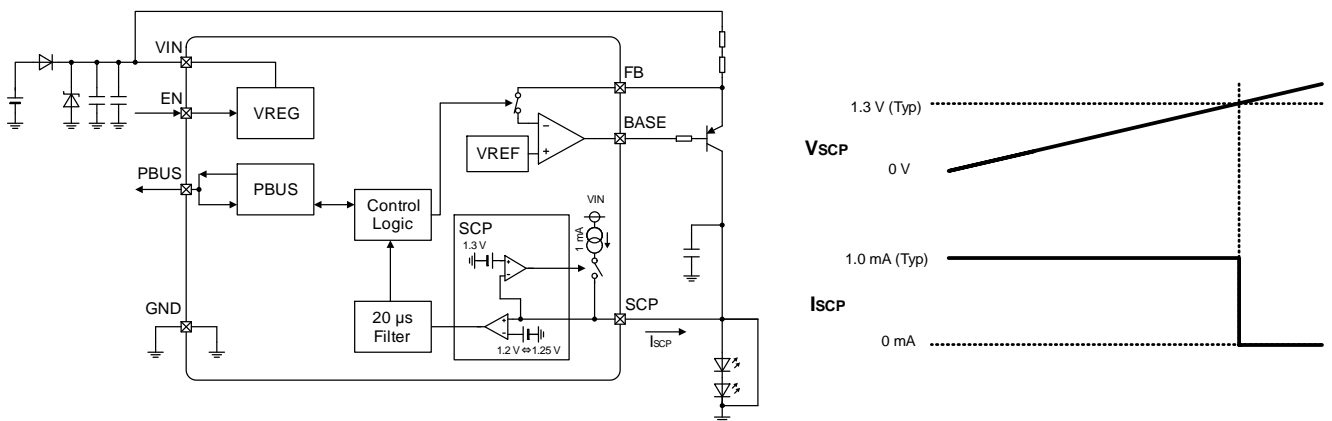 VIN
EN
VREG
PBUS
PBUS
Control
Logic
GND
20 µs
Filter
VREF
−
+
FB
BASE
SCP
1.3 V
+
−
VIN
1 mA
+
−
1.2 V ⇔ 1.25 V
SCP
ISCP
VSCP
1.3 V (Typ)
0 V
ISCP
1.0 mA (Typ)
0 mA